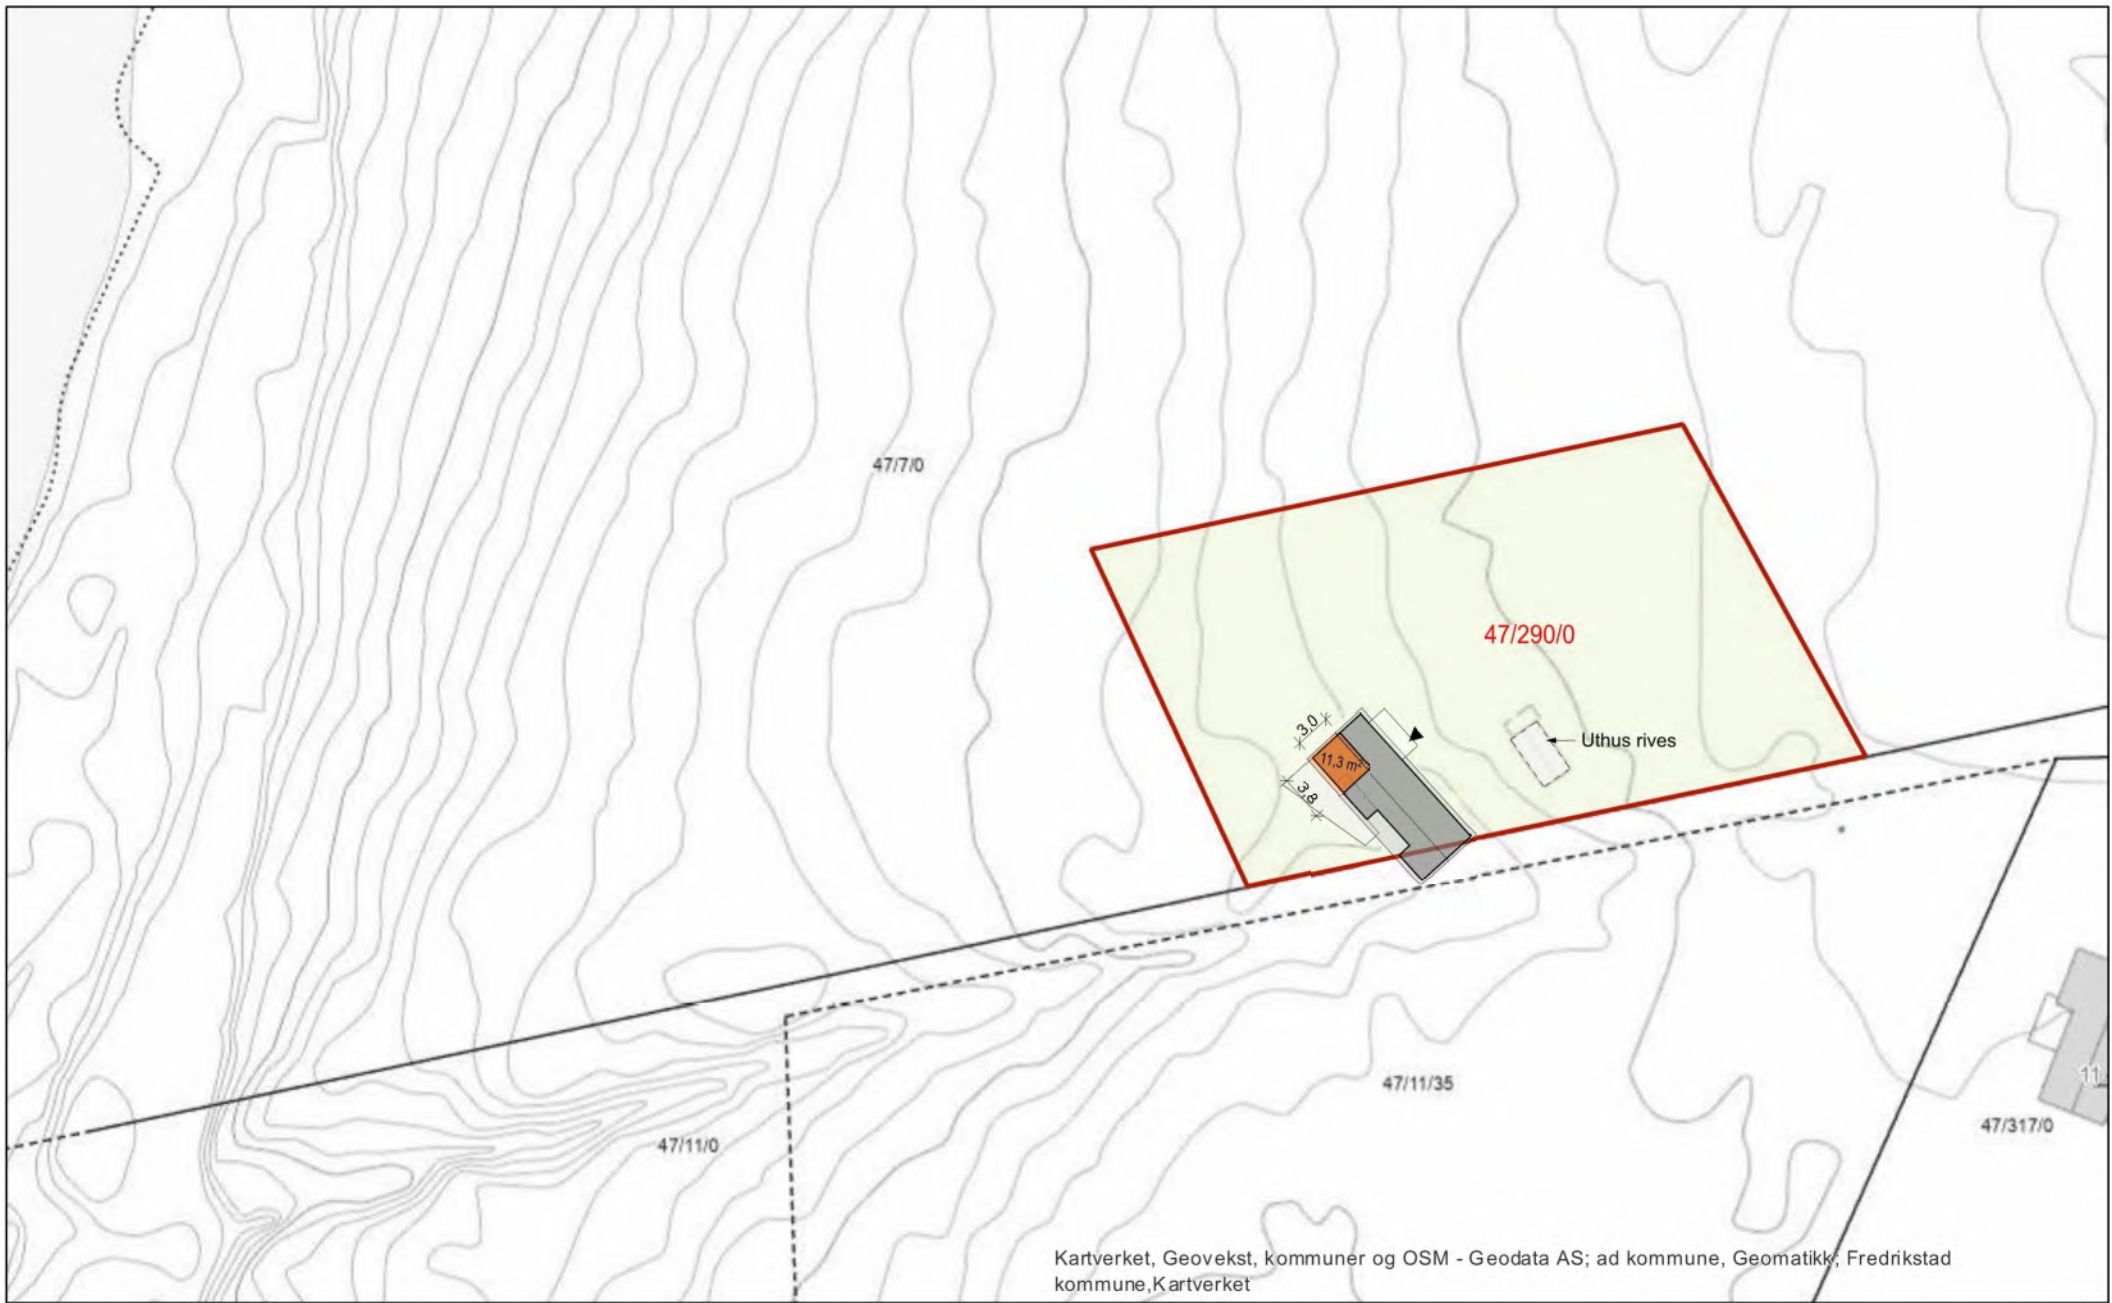 47/7/0
47/290/0
3,0
11,3 m²
Uthus rives
3,8
47/11/35
11
47/317/0
47/11/0
Kartverket, Geovekst, kommuner og OSM - Geodata AS; ad kommune, Geomatikk; Fredrikstad
kommune,Kartverket